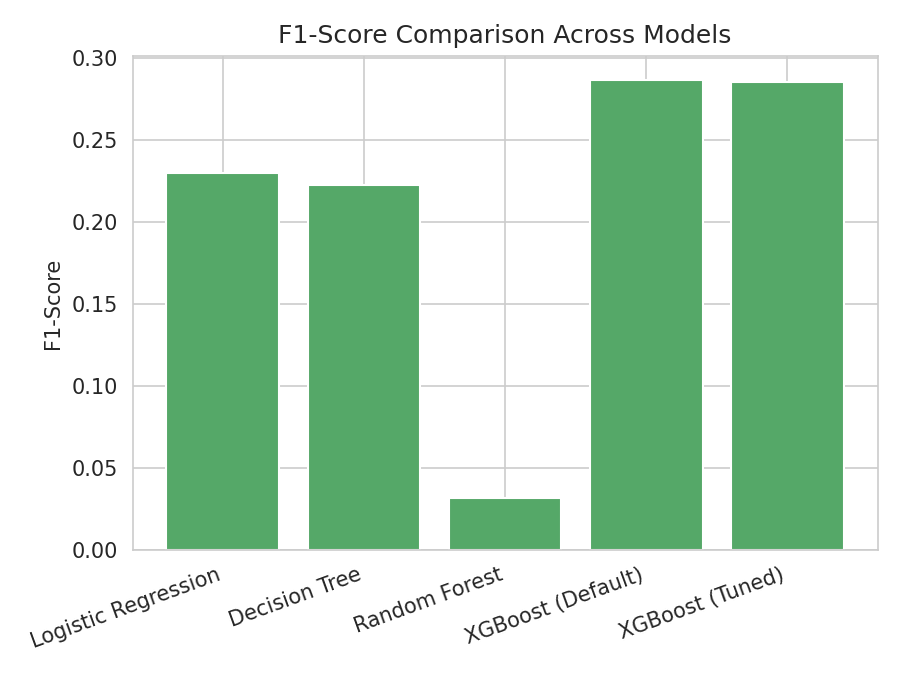 F1-Score Comparison Across Models
F1-Score
0.30
0.25
0.20
0.15
0.10
0.05
0.00
Logistic Regression
Decision Tree
Random Forest
XGBoost (Default)
XGBoost (Tuned)